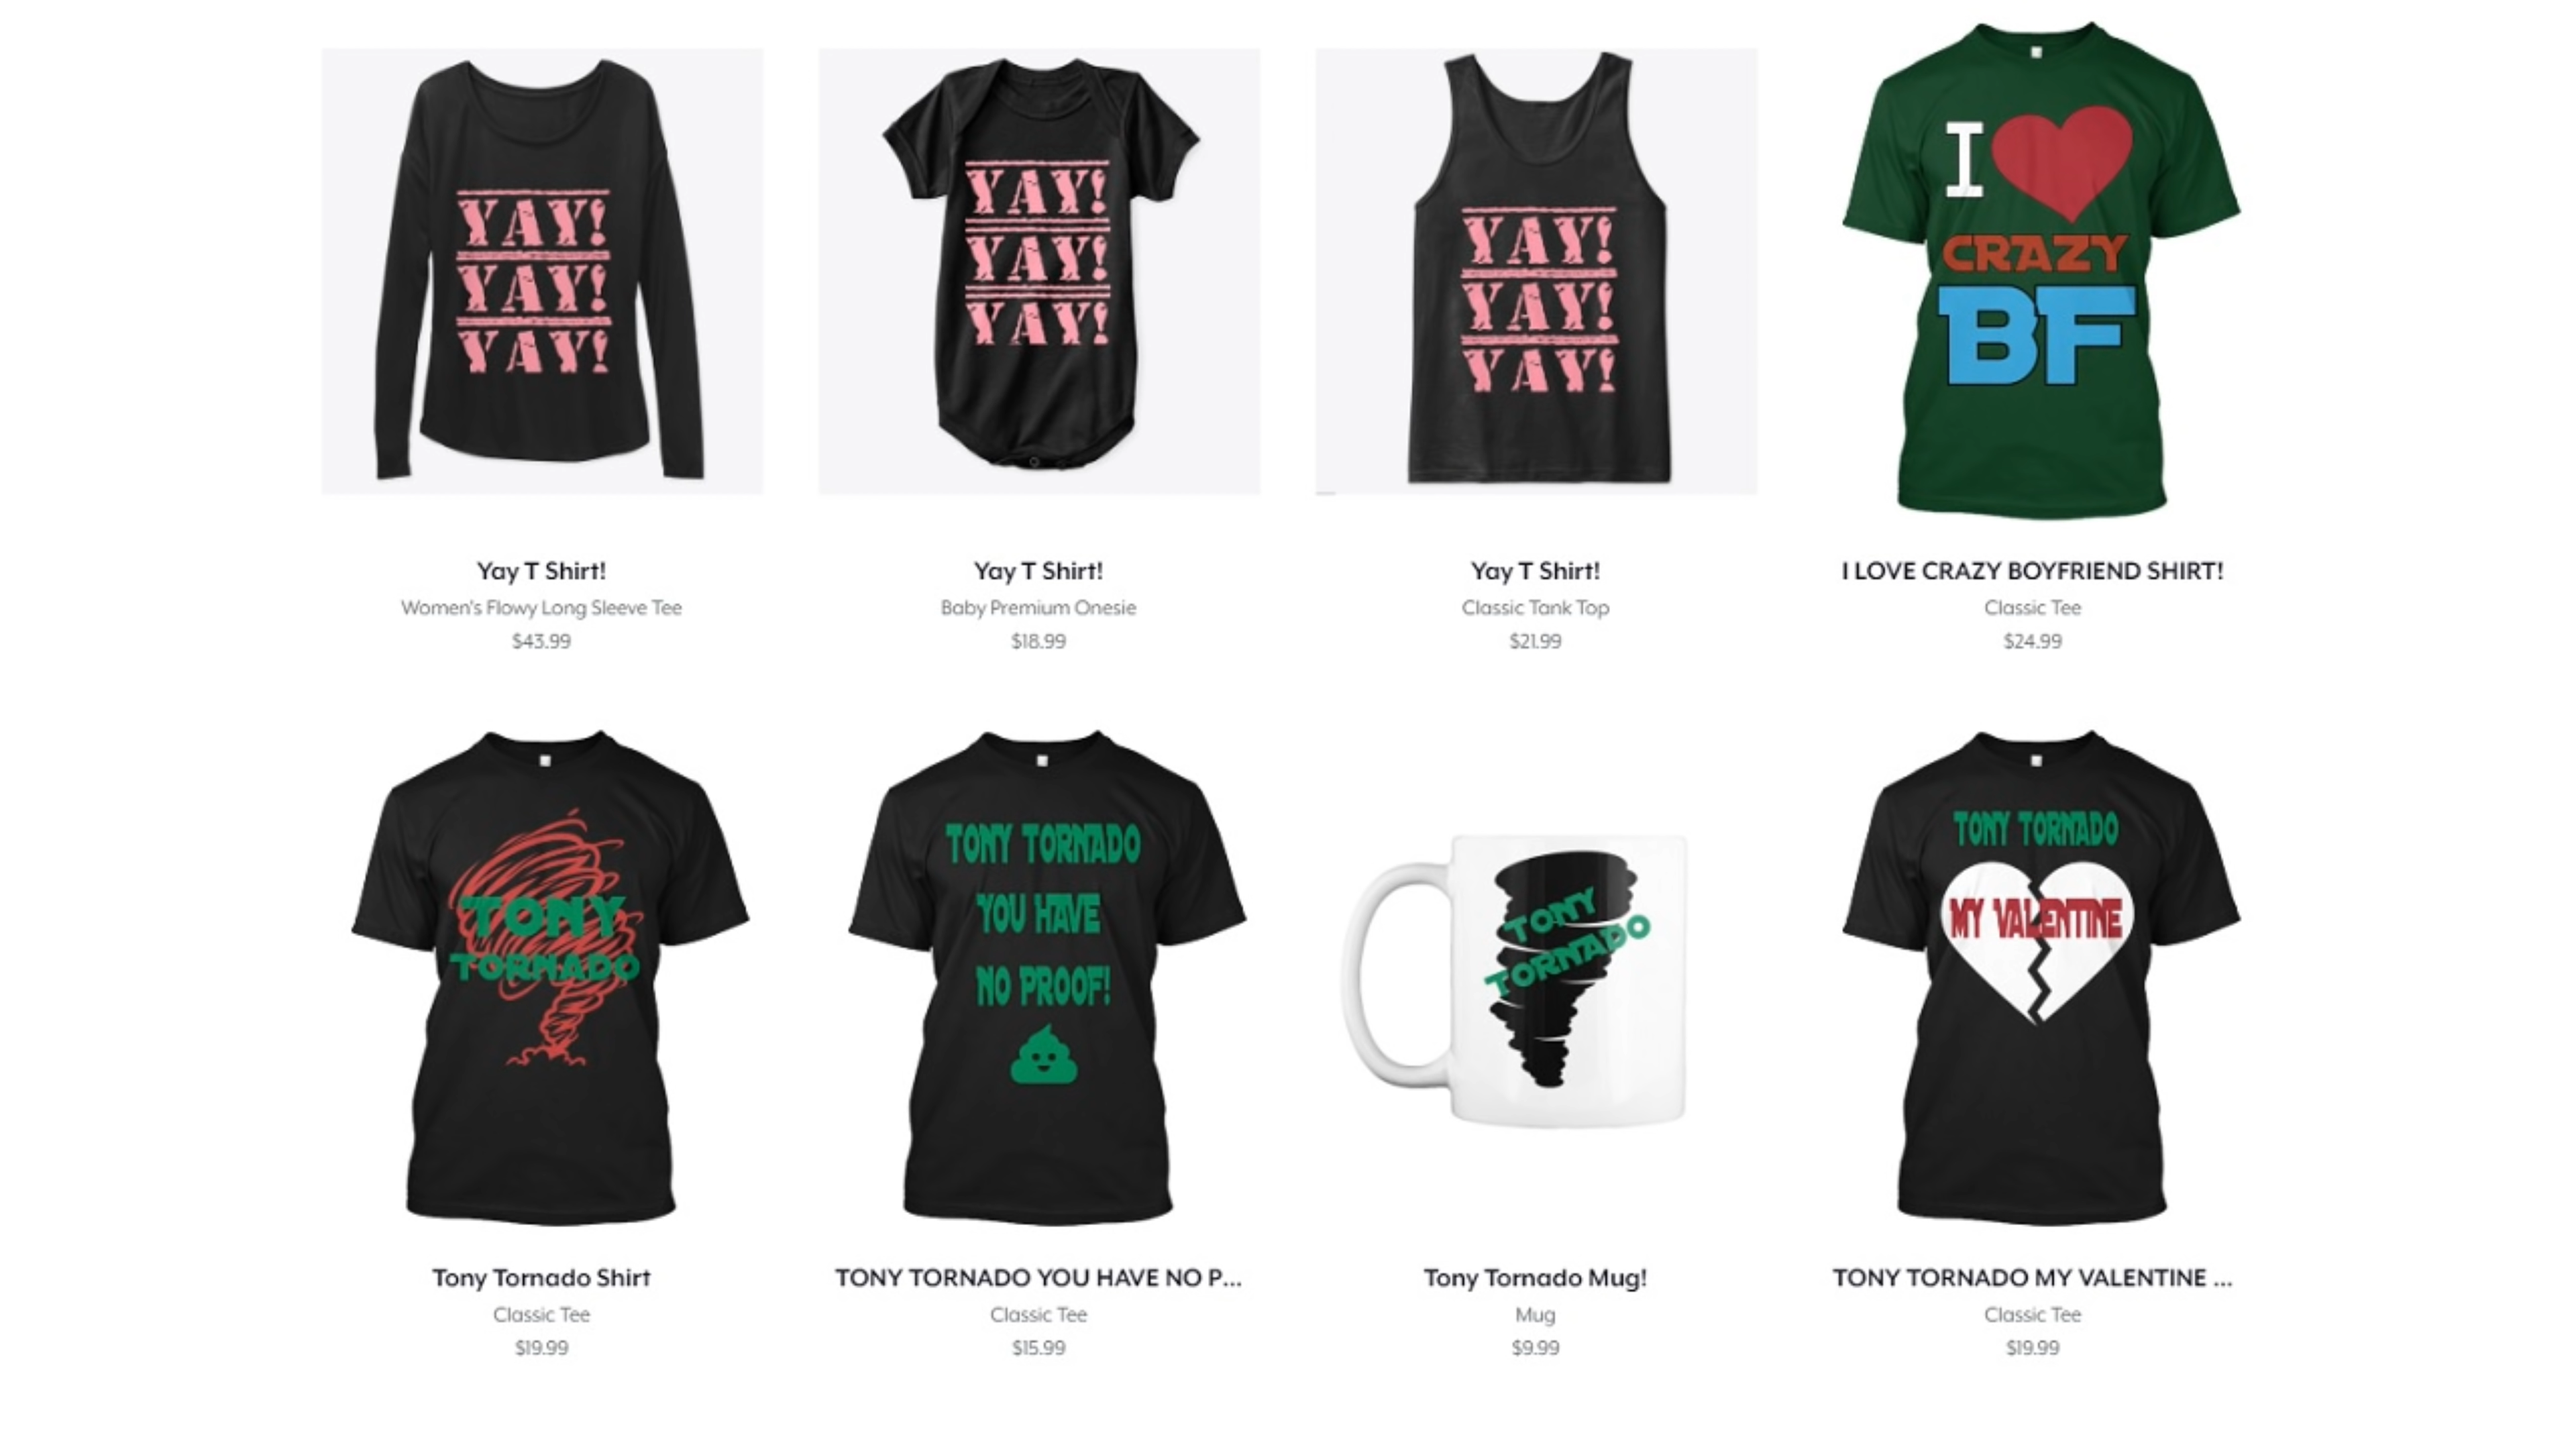 YAY!
YAY!
YAY!
Yay T Shirt!
Women's Flowy Long Sleeve Tee
$43.99
YAY!
YAY!
YAY!
Yay T Shirt!
Baby Premium Onesie
$18.99
YAY!
YAY!
YAY!
Yay T Shirt!
Classic Tank Top
$21.99
I
CRAZY
BF
I LOVE CRAZY BOYFRIEND SHIRT!
Classic Tee
$24.99
TONY
TORNADO
Tony Tornado Shirt
Classic Tee
$19.99
TONY TORNADO
YOU HAVE
NO PROOF!
TONY TORNADO YOU HAVE NO P...
Classic Tee
$15.99
TONY
TORNADO
Tony Tornado Mug!
Mug
$9.99
TONY TORNADO
MY VALENTINE
TONY TORNADO MY VALENTINE ...
Classic Tee
$19.99